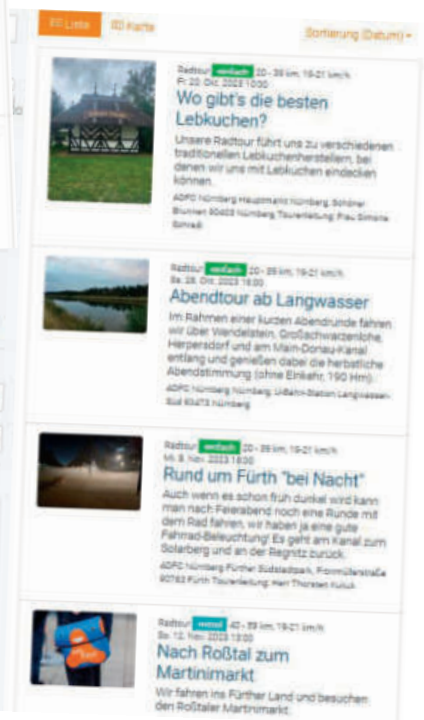 Liste
Karte
Sortierung (Datum)
Radtour einfach 20 - 39 km, 19-21 km/h
Fr. 20. Okt. 2023 10:00
Wo gibt's die besten
Lebkuchen?
Unsere Radtour führt uns zu verschiedenen
traditionellen Lebkuchenherstellern, bei
denen wir uns mit Lebkuchen eindecken
können.
ADFC Nürnberg Hauptmarkt Nürnberg, Schöner
Brunnen 90403 Nürnberg Tourenleitung: Frau Simone
Radtour einfach 20 - 39 km, 19-21 km/h
Sa. 28. Okt. 2023 16:00
Abendtour ab Langwasser
Im Rahmen einer kurzen Abendrunde fahren
wir über Wendelstein, Großschwarzenlohe,
Herpersdorf und am Main-Donau-Kanal
entlang und genießen dabei die herbstliche
Abendstimmung (ohne Einkehr, 190 Hm).
ADFC Nürnberg Nürnberg, U-Bahn-Station Langwasser-
Süd 90473 Nürnberg
Radtour einfach 20 - 39 km, 19-21 km/h
Nov. 2023 18:00
Rund um Fürth "bei Nacht"
Auch wenn es schon früh dunkel wird kann
man nach Feierabend noch eine Runde mit
dem Rad fahren, wir haben ja eine gute
Fahrrad-Beleuchtung! Es geht am Kanal zum
Solarberg und an der Regnitz zurück.
ADFC Nürnberg Fürther Südstadtpark, Fronmüllerstraße
90763 Fürth Tourenleitung: Herr Thorsten
Radtour mittel 40 - 59 km, 19-21 km/h
So. 12. Nov. 2023 13:00
Nach Roßtal zum
Martinimarkt
Wir fahren ins Fürther Land und besuchen
den Roßtaler Martinimarkt.